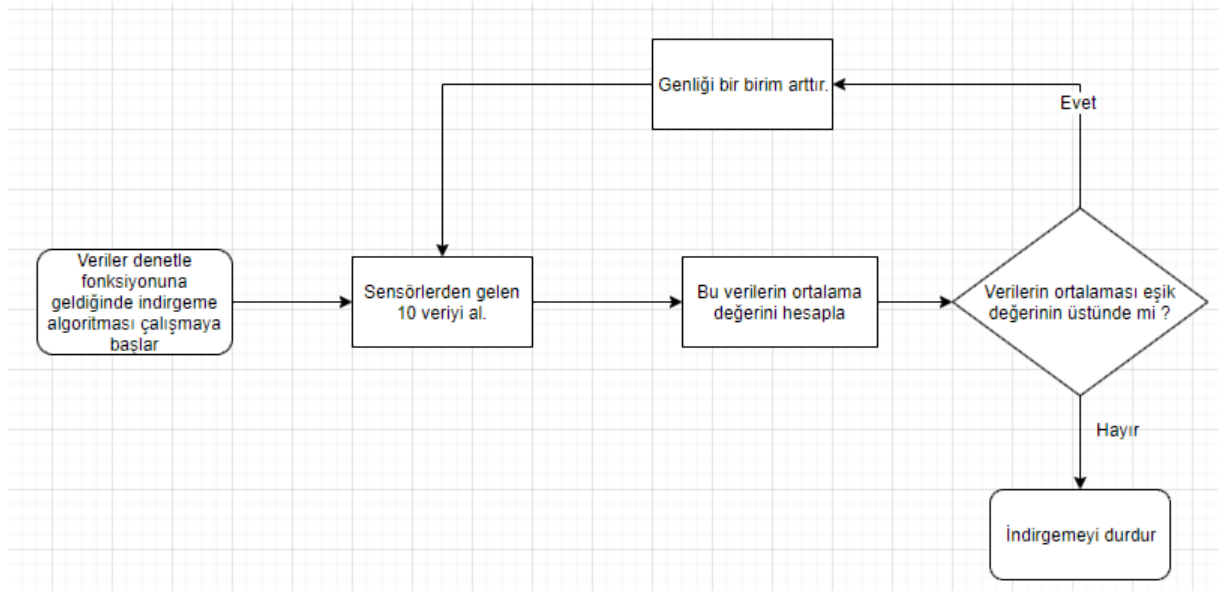 Genliği bir birim arttır.
Evet
Veriler denetle
fonksiyonuna
geldiğinde indirgeme
algoritması çalışmaya
başlar
Sensörlerden gelen
10 veriyi al.
Bu verilerin ortalama
değerini hesapla
Verilerin ortalaması eşik
değerinin üstünde mi ?
Hayır
İndirgemeyi durdur